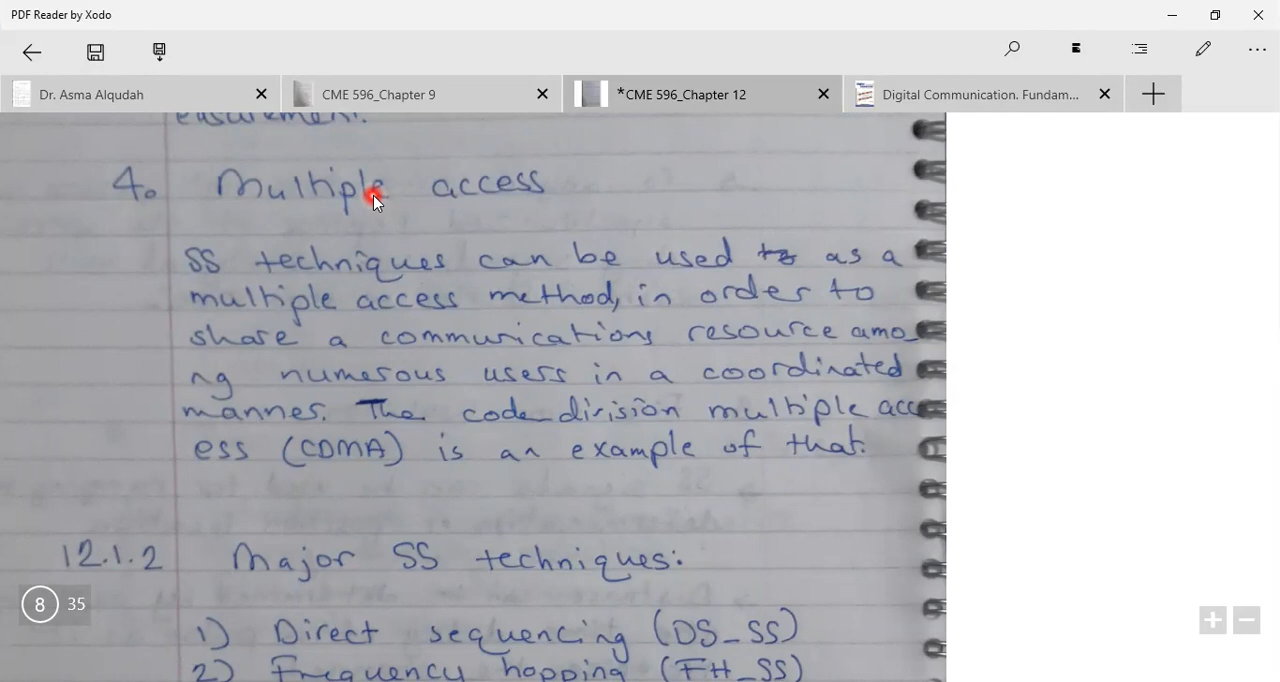 PDF Reader by Xodo
Dr. Asma Alqudah
CME 596_Chapter 9
*CME 596_Chapter 12
Digital Communication. Fundam...
easurement.
4. Multiple access
SS techniques can be used to as a
multiple access method, in order to
share a communications resource amo_
ng numerous users in a coordinated
manner. The code_division multiple acc
ess (CDMA) is an example of that.
12.1.2 Major SS techniques:
8 35
1) Direct sequencing (DS_SS)
2) Frequency hopping (FH_SS)